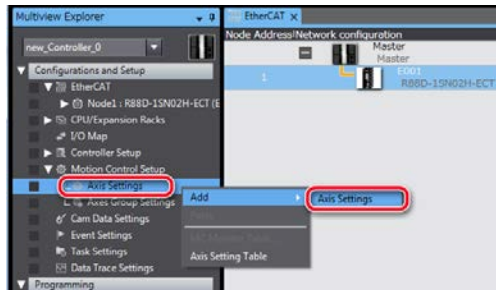 Multiview Explorer
new_Controller_0
Configurations and Setup
EtherCAT
Node1 : R88D-1SN02H-ECT (E
CPU/Expansion Racks
I/O Map
Controller Setup
Motion Control Setup
Axis Settings
Axes Group Settings
Cam Data Settings
Event Settings
Task Settings
Data Trace Settings
Programming
EtherCAT
Node Address|Network configuration
Master
Master
1
E001
R88D-1SN02H-ECT
Add
Axis Settings
Axis Setting Table